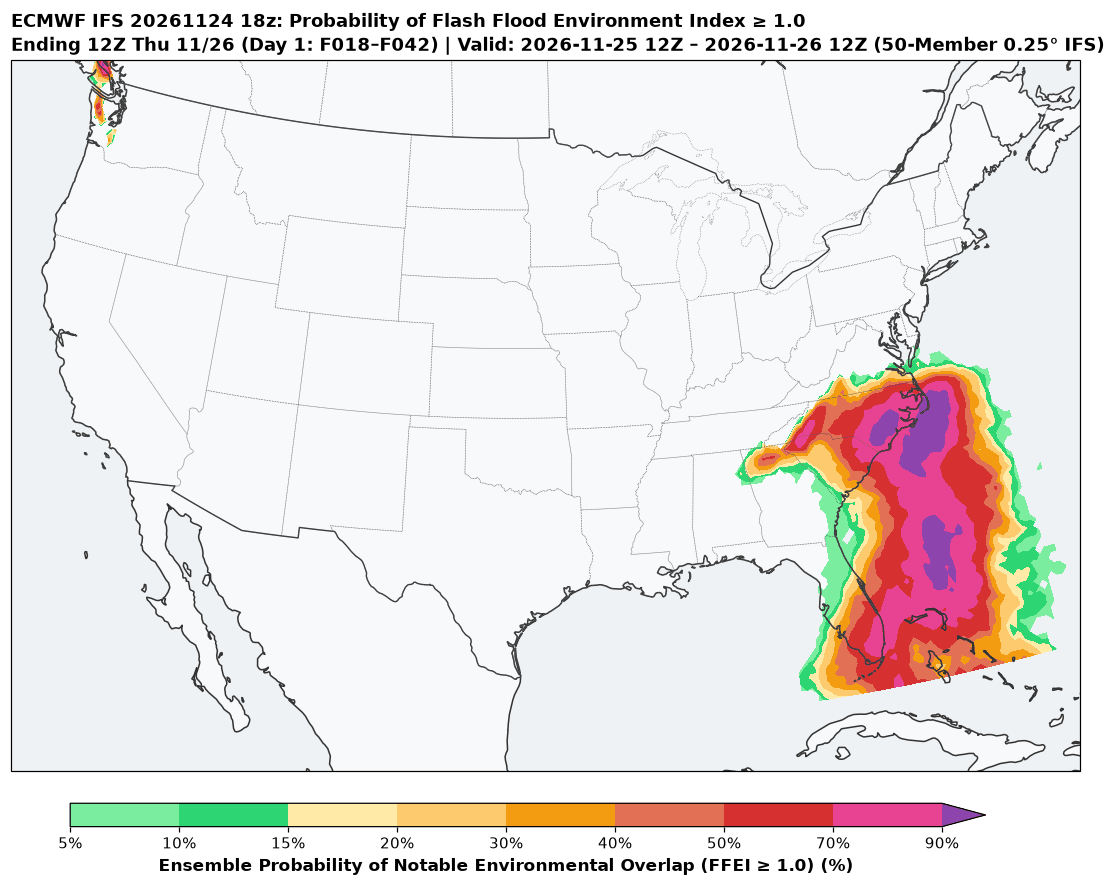 ECMWF IFS 20261124 18z: Probability of Flash Flood Environment Index ≥ 1.0
Ending 12Z Thu 11/26 (Day 1: F018–F042) | Valid: 2026-11-25 12Z – 2026-11-26 12Z (50-Member 0.25° IFS)
5% 10% 15% 20% 30% 40% 50% 70% 90%
Ensemble Probability of Notable Environmental Overlap (FFEI ≥ 1.0) (%)